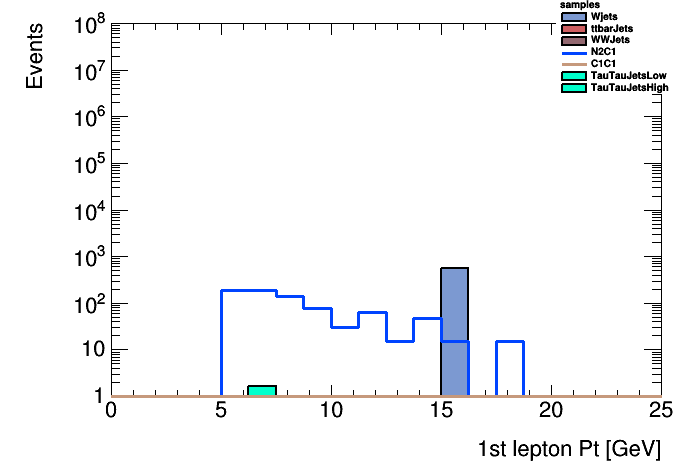 samples
Wjets
ttbarJets
WWJets
N2C1
C1C1
TauTauJetsLow
TauTauJetsHigh
Events
10^8
10^7
10^6
10^5
10^4
10^3
10^2
10
1
0 5 10 15 20 25
1st lepton Pt [GeV]